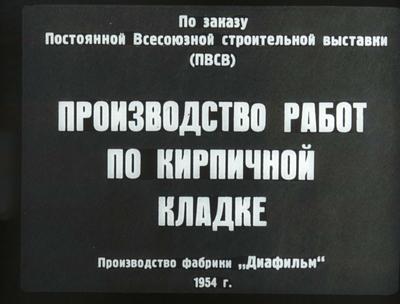 По заказу
Постоянной Всесоюзной строительной выставки
(ПВСВ)
ПРОИЗВОДСТВО РАБОТ
ПО КИРПИЧНОЙ
КЛАДКЕ
Производство фабрики „Диафильм“
1954 г.